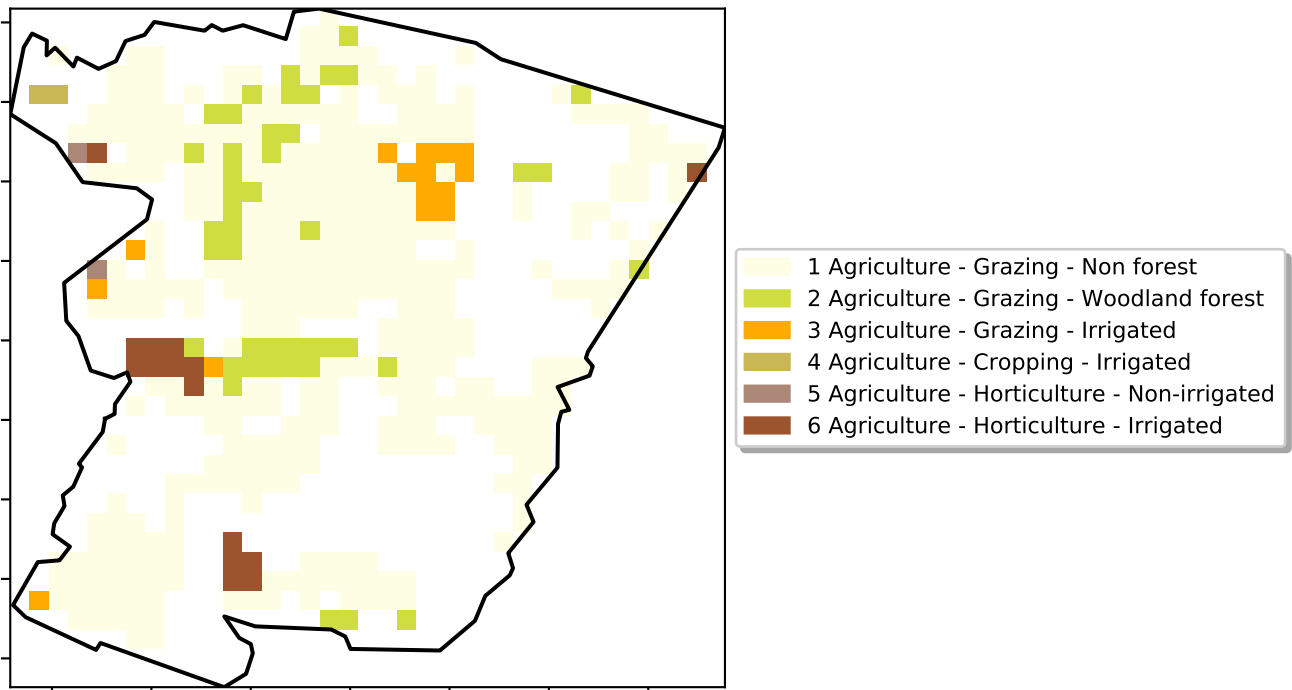 1 Agriculture - Grazing - Non forest
2 Agriculture - Grazing - Woodland forest
3 Agriculture - Grazing - Irrigated
4 Agriculture - Cropping - Irrigated
5 Agriculture - Horticulture - Non-irrigated
6 Agriculture - Horticulture - Irrigated